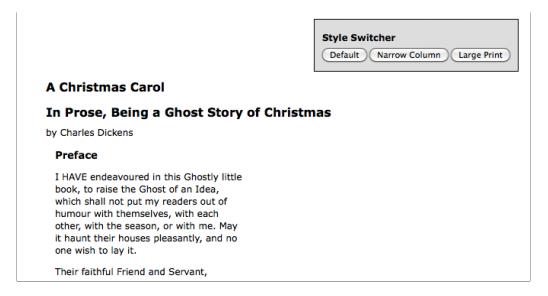 Style Switcher
Default Narrow Column Large Print
A Christmas Carol
In Prose, Being a Ghost Story of Christmas
by Charles Dickens
Preface
I HAVE endeavoured in this Ghostly little
book, to raise the Ghost of an Idea,
which shall not put my readers out of
humour with themselves, with each
other, with the season, or with me. May
it haunt their houses pleasantly, and no
one wish to lay it.
Their faithful Friend and Servant,